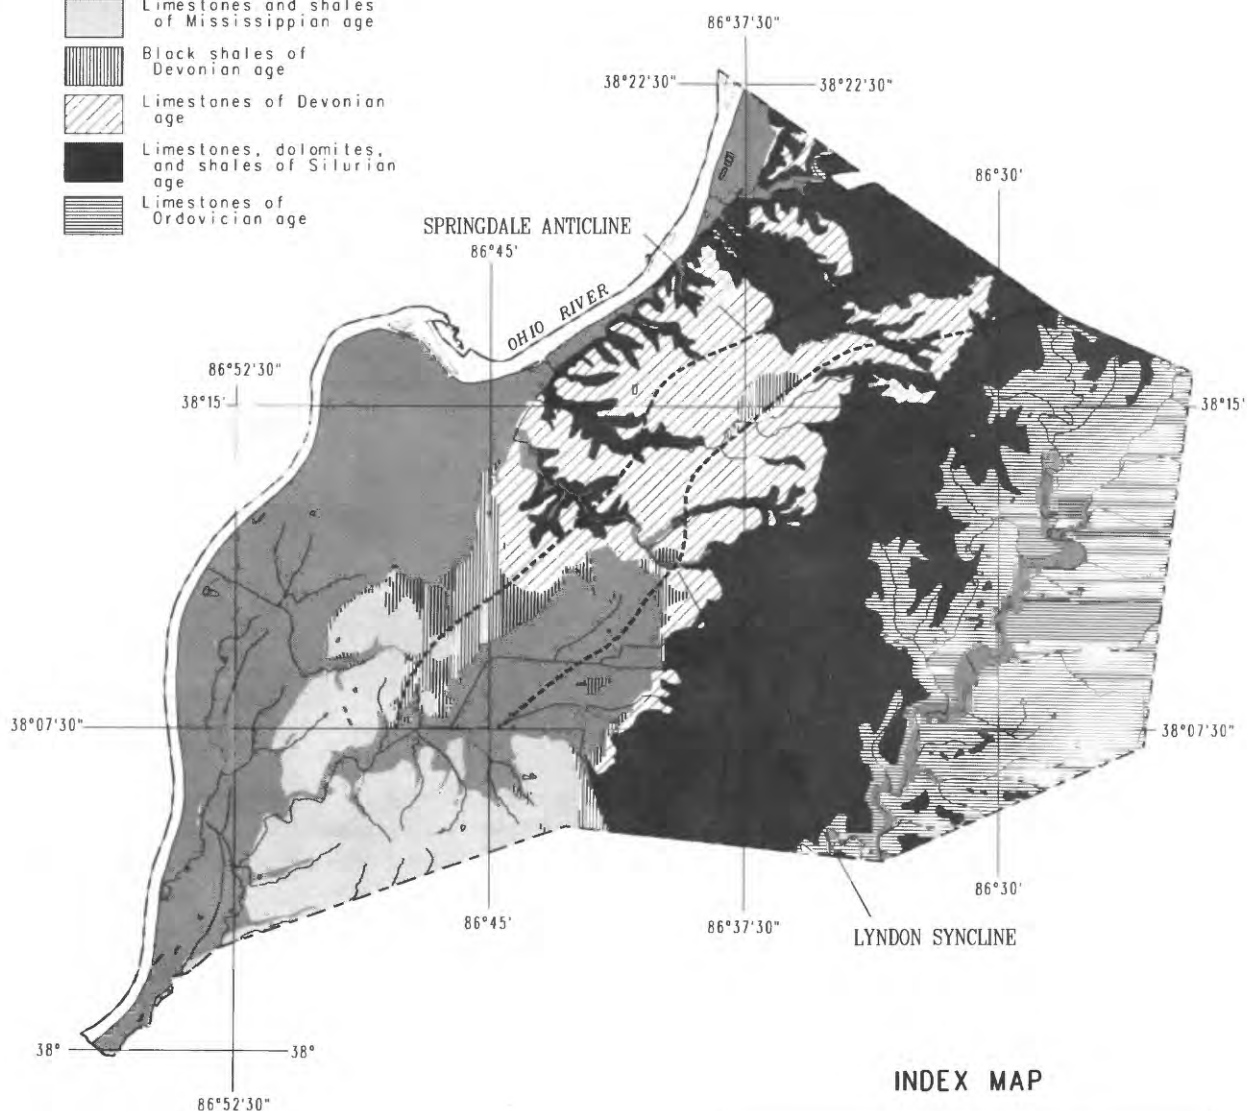 Limestones and shales
of Mississippian age
Black shales of
Devonian age
Limestones of Devonian
age
Limestones, dolomites,
and shales of Silurian
age
Limestones of
Ordovician age
86°37'30"
38°22'30"
38°22'30"
86°30'
SPRINGDALE ANTICLINE
86°45'
OHIO RIVER
86°52'30"
38°15'
38°15'
38°07'30"
38°07'30"
86°45'
86°37'30"
86°30'
LYNDON SYNCLINE
38°
38°
86°52'30"
INDEX MAP